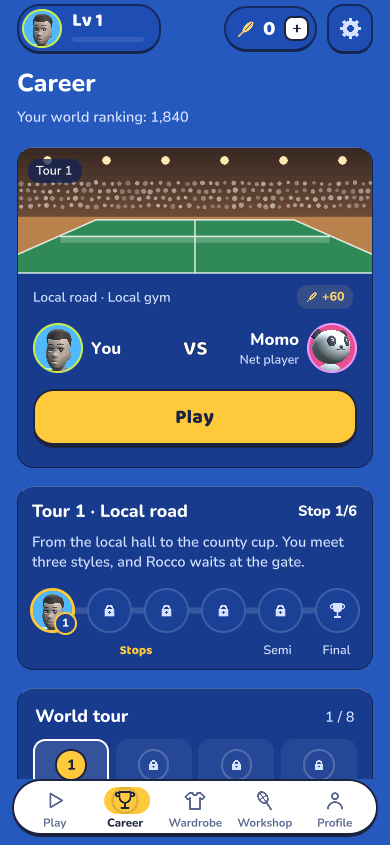 Lv 1
0
+
Career
Your world ranking: 1,840
Tour 1
Local road · Local gym
+60
You
VS
Momo
Net player
Play
Tour 1 · Local road
Stop 1/6
From the local hall to the county cup. You meet
three styles, and Rocco waits at the gate.
1
Stops
Semi
Final
World tour
1 / 8
1
Play
Career
Wardrobe
Workshop
Profile